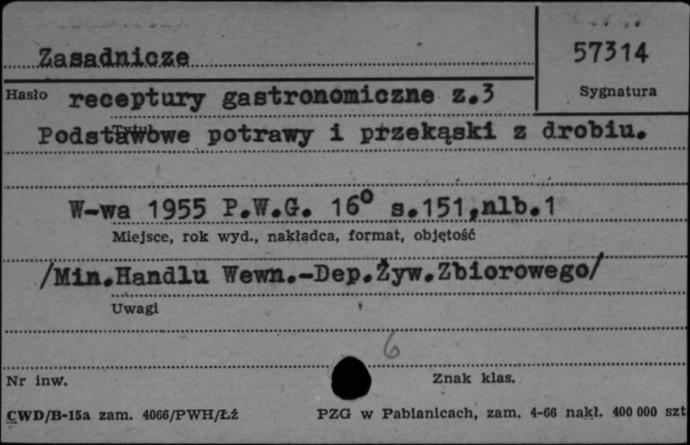 Zasadnicze
57314
Hasło receptury gastronomiczne z.3
Sygnatura
Tytuł
Podstawowe potrawy i przekąski z drobiu.
W-wa 1955 P.W.G. 16⁰ s.151,nlb.1
Miejsce, rok wyd., nakładca, format, objętość
/Min.Handlu Wewn.-Dep.Żyw.Zbiorowego/
Uwagi
6
Nr inw.
Znak klas.
CWD/B-15a zam. 4066/PWH/Łź
PZG w Pabianicach, zam. 4-66 nakł. 400 000 szt